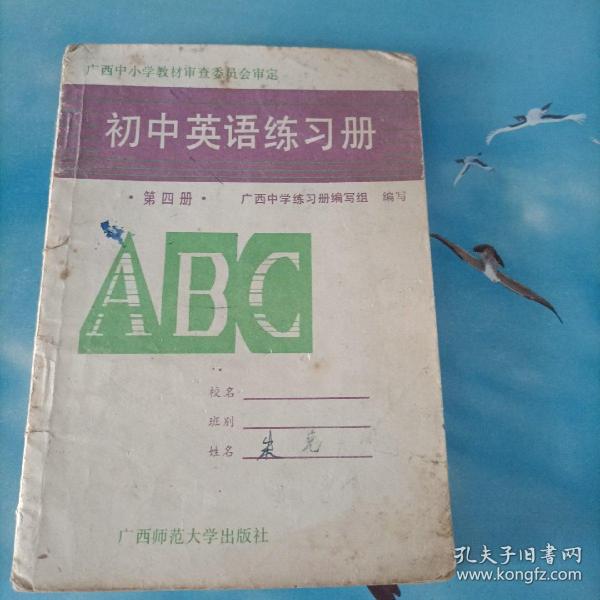 广西中小学教材审查委员会审定
初中英语练习册
·第四册· 广西中学练习册编写组 编写
ABC
校名
班别
姓名 朱
广西师范大学出版社
孔夫子旧书网
www.kongfz.com